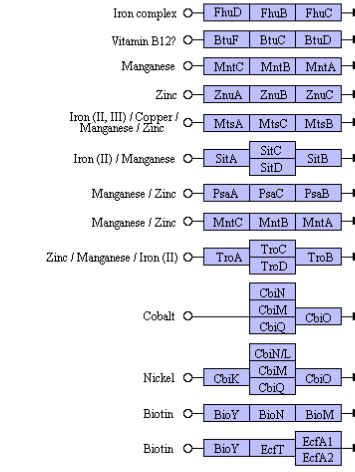 Iron complex FhuD FhuB FhuC
Vitamin B12? BtuF BtuC BtuD
Manganese MntC MntB MntA
Zinc ZnuA ZnuB ZnuC
Iron (II, III) / Copper /
Manganese / Zinc MtsA MtsC MtsB
SitC
Iron (II) / Manganese SitA SitB
SitD
Manganese / Zinc PsaA PsaC PsaB
Manganese / Zinc MntC MntB MntA
TroC
Zinc / Manganese / Iron (II) TroA TroB
TroD
CbiN
Cobalt CbiM CbiO
CbiQ
CbiN/L
Nickel CbiK CbiM CbiO
CbiQ
Biotin BioY BioN BioM
EcfA1
Biotin BioY EcfT
EcfA2